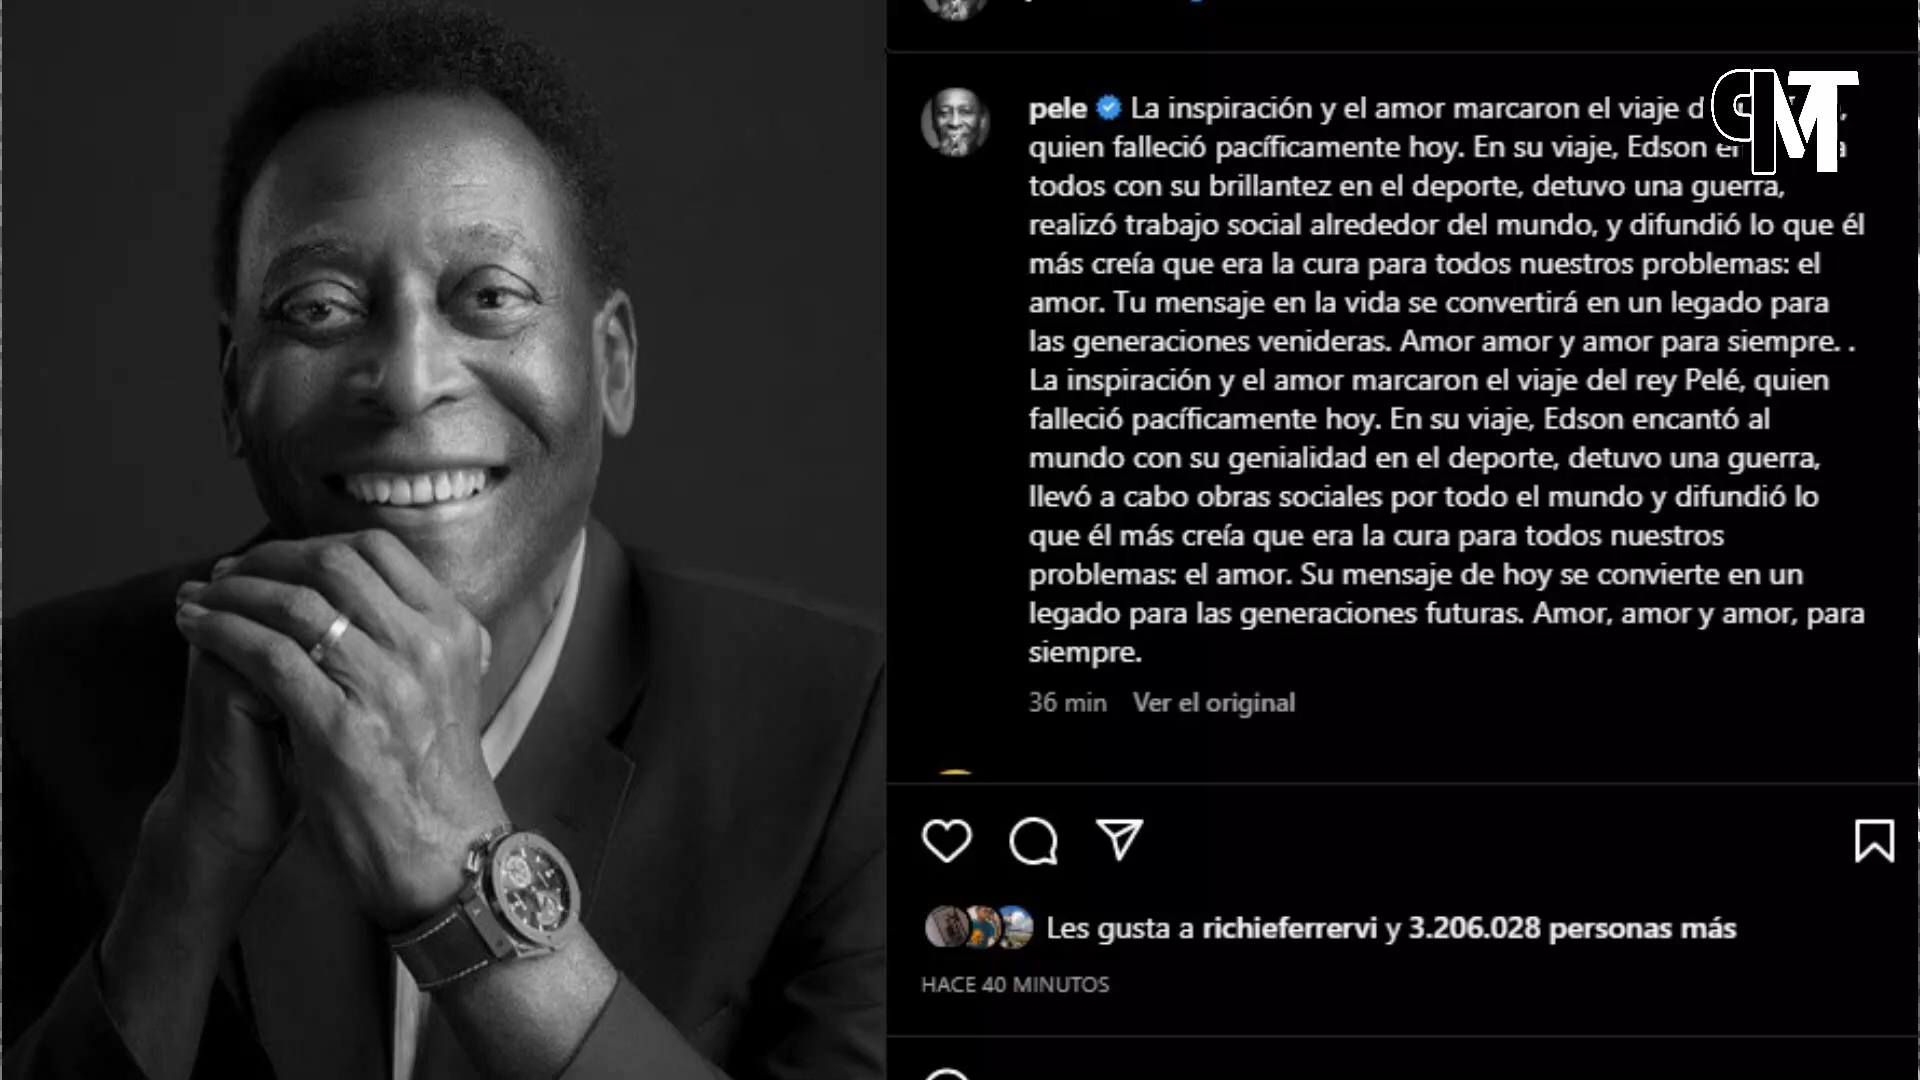 PMT
pele La inspiración y el amor marcaron el viaje
quien falleció pacíficamente hoy. En su viaje, Edson
todos con su brillantez en el deporte, detuvo una guerra,
realizó trabajo social alrededor del mundo, y difundió lo que él
más creía que era la cura para todos nuestros problemas: el
amor. Tu mensaje en la vida se convertirá en un legado para
las generaciones venideras. Amor amor y amor para siempre. .
La inspiración y el amor marcaron el viaje del rey Pelé, quien
falleció pacíficamente hoy. En su viaje, Edson encantó al
mundo con su genialidad en el deporte, detuvo una guerra,
llevó a cabo obras sociales por todo el mundo y difundió lo
que él más creía que era la cura para todos nuestros
problemas: el amor. Su mensaje de hoy se convierte en un
legado para las generaciones futuras. Amor, amor y amor, para
siempre.
36 min Ver el original
Les gusta a richieferrervi y 3.206.028 personas más
HACE 40 MINUTOS